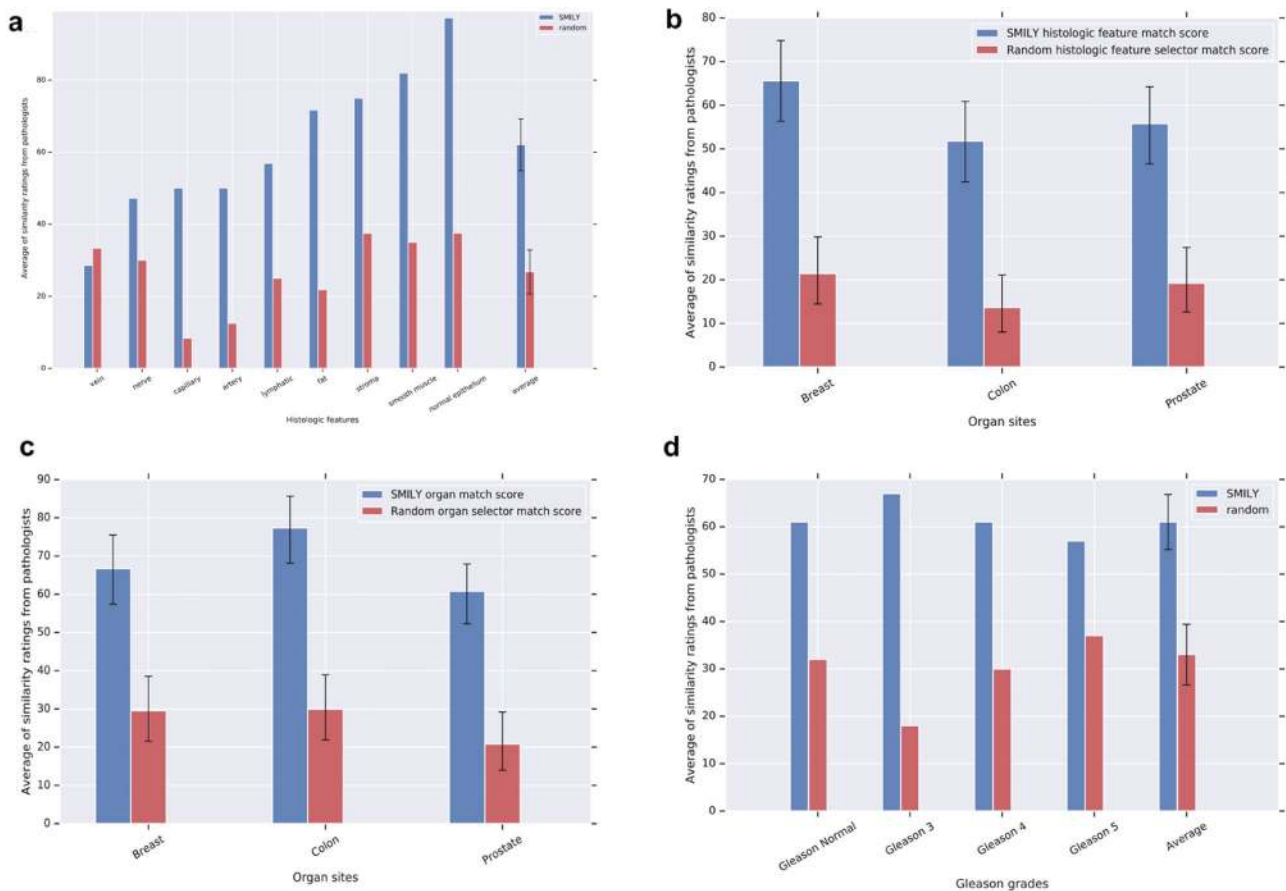 a
SMILY
random
Average of similarity ratings from pathologists
80
60
40
20
0
vein
nerve
capillary
artery
lymphatic
fat
stroma
smooth muscle
normal epithelium
average
Histologic features
b
SMILY histologic feature match score
Random histologic feature selector match score
Average of similarity ratings from pathologists
80
70
60
50
40
30
20
10
0
Breast
Colon
Prostate
Organ sites
c
SMILY organ match score
Random organ selector match score
Average of similarity ratings from pathologists
90
80
70
60
50
40
30
20
10
0
Breast
Colon
Prostate
Organ sites
d
SMILY
random
Average of similarity ratings from pathologists
70
60
50
40
30
20
10
0
Gleason Normal
Gleason 3
Gleason 4
Gleason 5
Average
Gleason grades